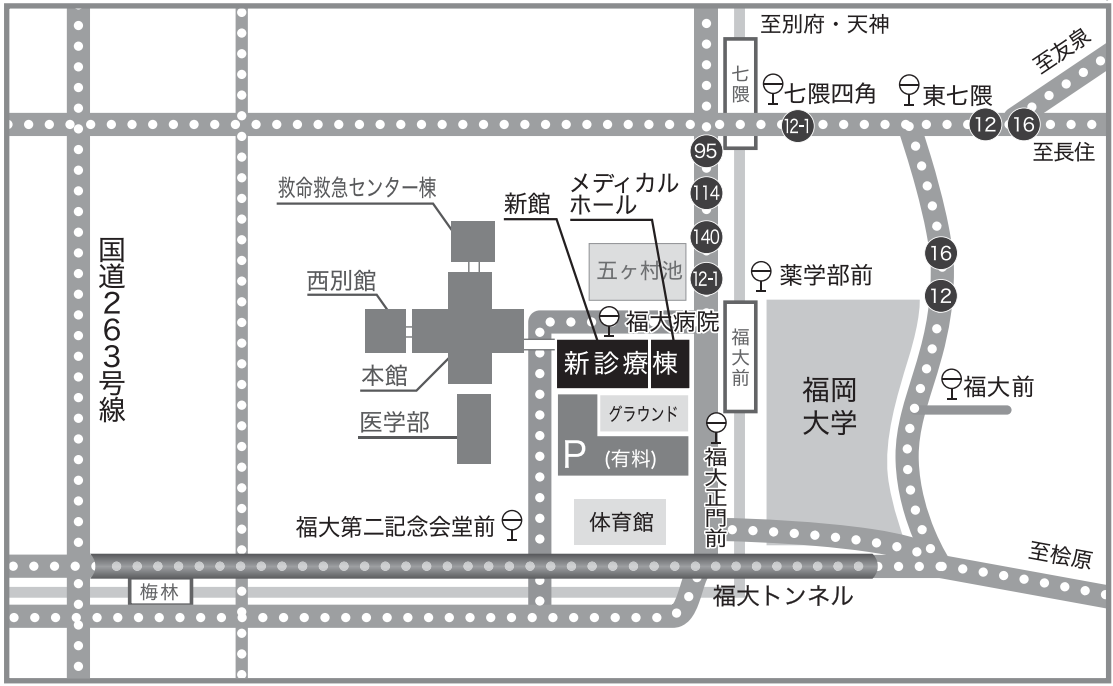 至別府・天神
至友泉
七隈
七隈四角
東七隈
12-1
12
16
至長住
95
114
140
12-1
救命救急センター棟
新館
メディカル
ホール
国道263号線
西別館
五ヶ村池
薬学部前
16
12
福大病院
新診療棟
福大前
本館
福岡
大学
福大前
医学部
グラウンド
P (有料)
福大正門前
福大第二記念会堂前
体育館
至桧原
梅林
福大トンネル